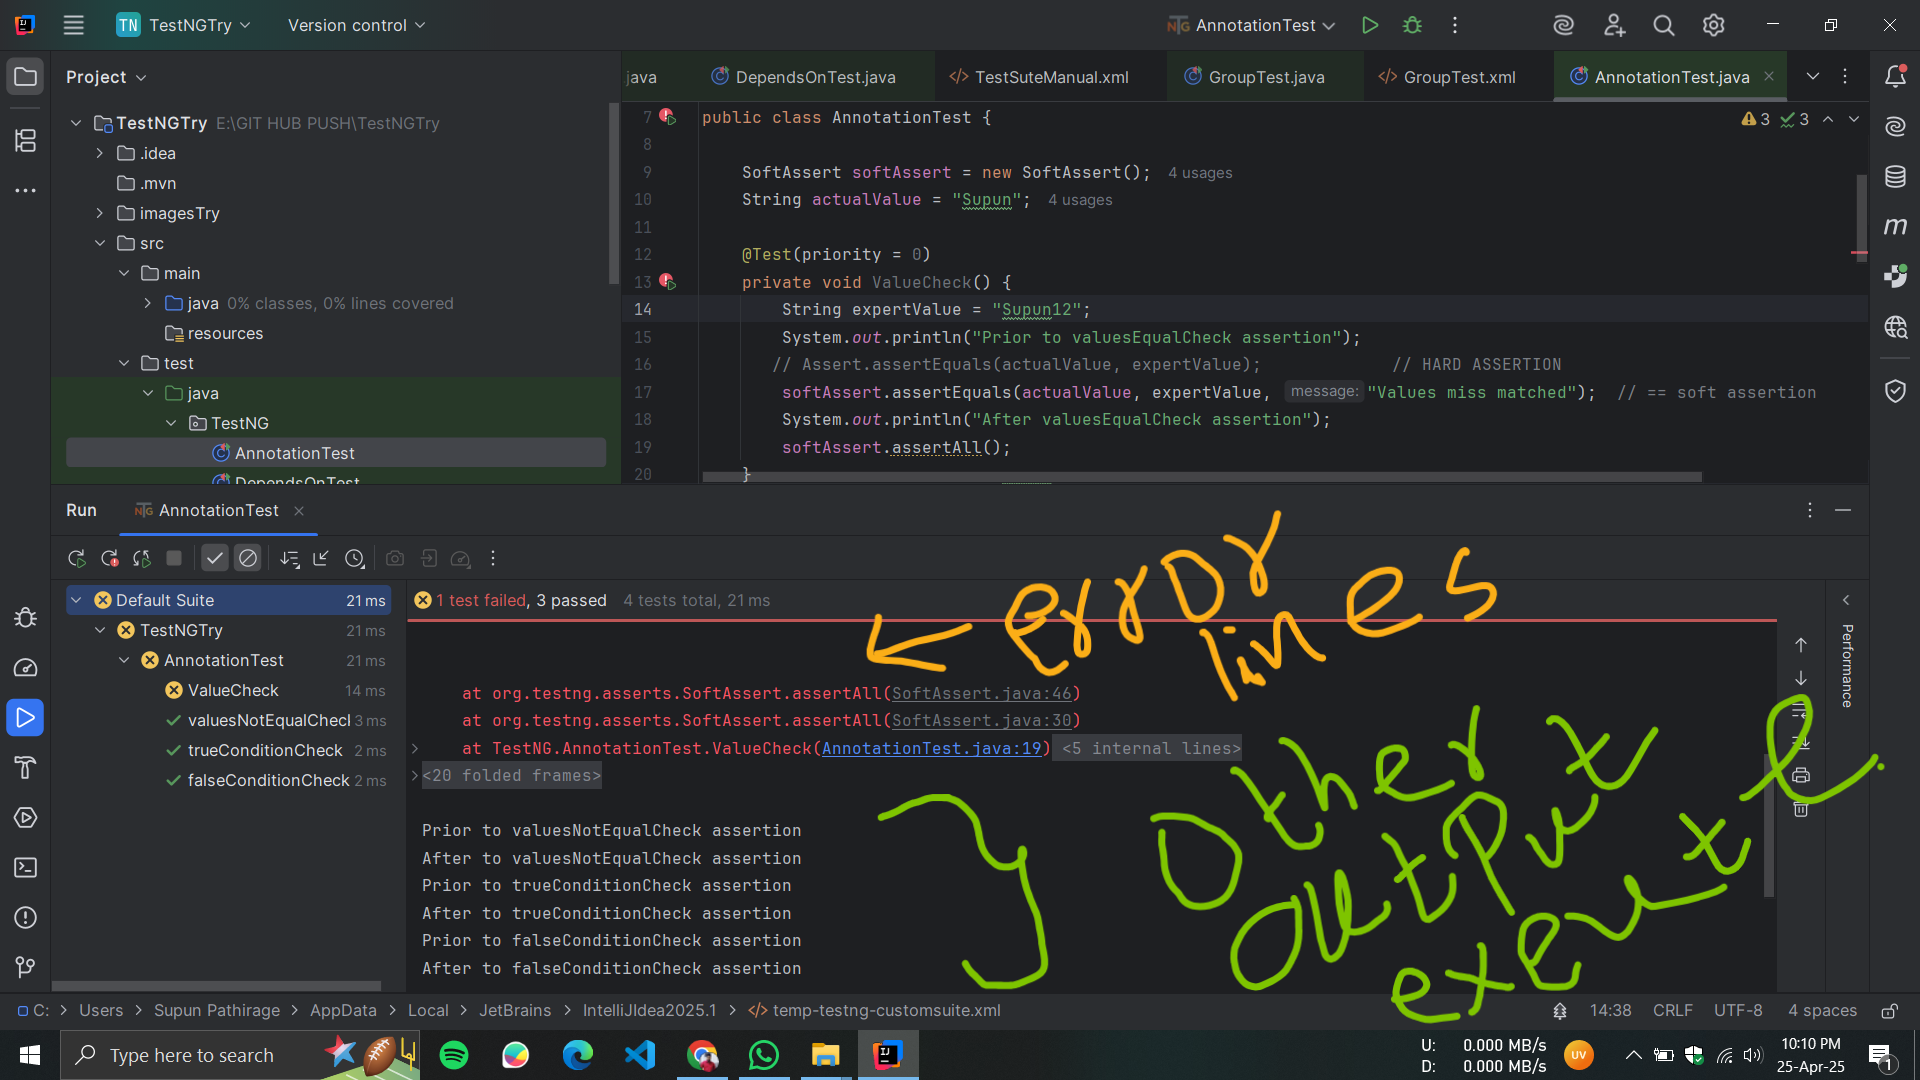 TN TestNGTry Version control AnnotationTest
Project
java DependsOnTest.java TestSuteManual.xml GroupTest.java GroupTest.xml AnnotationTest.java
TestNGTry E:\GIT HUB PUSH\TestNGTry
.idea
.mvn
imagesTry
src
main
java 0% classes, 0% lines covered
resources
test
java
TestNG
AnnotationTest
DependsOnTest
7 public class AnnotationTest {
3 3
8
9 SoftAssert softAssert = new SoftAssert(); 4 usages
10 String actualValue = "Supun"; 4 usages
11
12 @Test(priority = 0)
13 private void ValueCheck() {
14 String expertValue = "Supun12";
15 System.out.println("Prior to valuesEqualCheck assertion");
16 // Assert.assertEquals(actualValue, expertValue); // HARD ASSERTION
17 softAssert.assertEquals(actualValue, expertValue, message: "Values miss matched"); // == soft assertion
18 System.out.println("After valuesEqualCheck assertion");
19 softAssert.assertAll();
20 }
Run AnnotationTest
Default Suite 21 ms
TestNGTry 21 ms
AnnotationTest 21 ms
ValueCheck 14 ms
valuesNotEqualChecl 3 ms
trueConditionCheck 2 ms
falseConditionCheck 2 ms
1 test failed, 3 passed 4 tests total, 21 ms
error
lines
at org.testng.asserts.SoftAssert.assertAll(SoftAssert.java:46)
at org.testng.asserts.SoftAssert.assertAll(SoftAssert.java:30)
at TestNG.AnnotationTest.ValueCheck(AnnotationTest.java:19) <5 internal lines>
<20 folded frames>
Prior to valuesNotEqualCheck assertion
After to valuesNotEqualCheck assertion
Prior to trueConditionCheck assertion
After to trueConditionCheck assertion
Prior to falseConditionCheck assertion
After to falseConditionCheck assertion
Other
output
exeute
Performance
C: Users Supun Pathirage AppData Local JetBrains IntelliJIdea2025.1 temp-testng-customsuite.xml 14:38 CRLF UTF-8 4 spaces
Type here to search
U: 0.000 MB/s
D: 0.000 MB/s
UV
10:10 PM
25-Apr-25
1